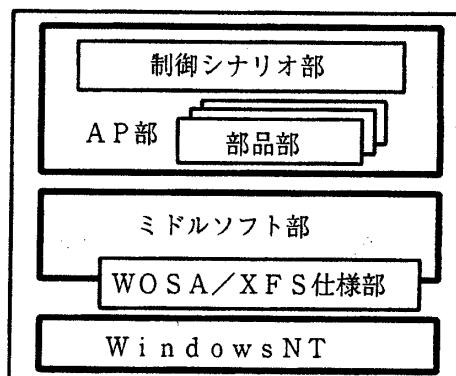 制御シナリオ部
ＡＰ部
部品部
ミドルソフト部
ＷＯＳＡ／ＸＦＳ仕様部
ＷｉｎｄｏｗｓＮＴ